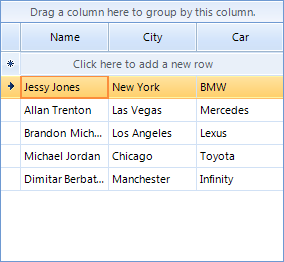 Drag a column here to group by this column.
Name City Car
Click here to add a new row
Jessy Jones New York BMW
Allan Trenton Las Vegas Mercedes
Brandon Mich... Los Angeles Lexus
Michael Jordan Chicago Toyota
Dimitar Berbat... Manchester Infinity